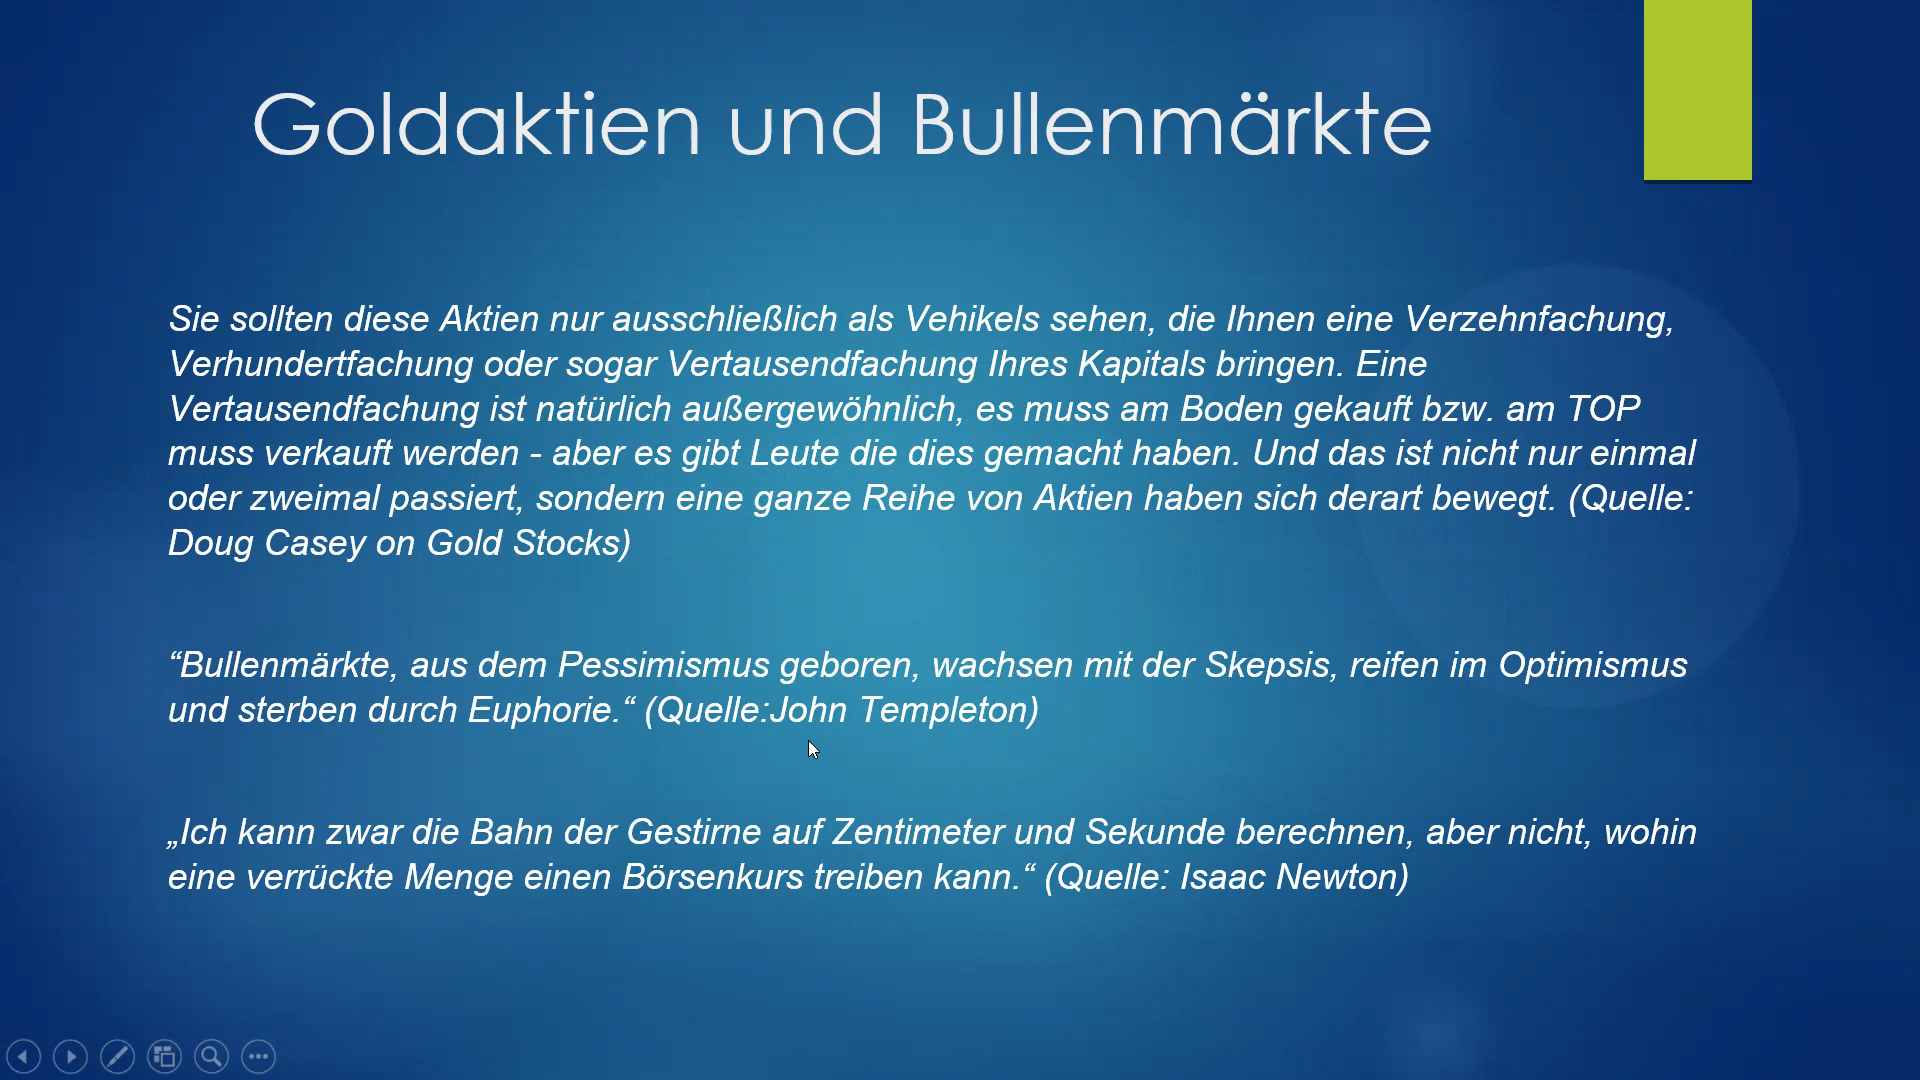 Goldaktien und Bullenmärkte
Sie sollten diese Aktien nur ausschließlich als Vehikels sehen, die Ihnen eine Verzehnfachung,
Verhundertfachung oder sogar Vertausendfachung Ihres Kapitals bringen. Eine
Vertausendfachung ist natürlich außergewöhnlich, es muss am Boden gekauft bzw. am TOP
muss verkauft werden - aber es gibt Leute die dies gemacht haben. Und das ist nicht nur einmal
oder zweimal passiert, sondern eine ganze Reihe von Aktien haben sich derart bewegt. (Quelle:
Doug Casey on Gold Stocks)
“Bullenmärkte, aus dem Pessimismus geboren, wachsen mit der Skepsis, reifen im Optimismus
und sterben durch Euphorie.“ (Quelle:John Templeton)
„Ich kann zwar die Bahn der Gestirne auf Zentimeter und Sekunde berechnen, aber nicht, wohin
eine verrückte Menge einen Börsenkurs treiben kann.“ (Quelle: Isaac Newton)